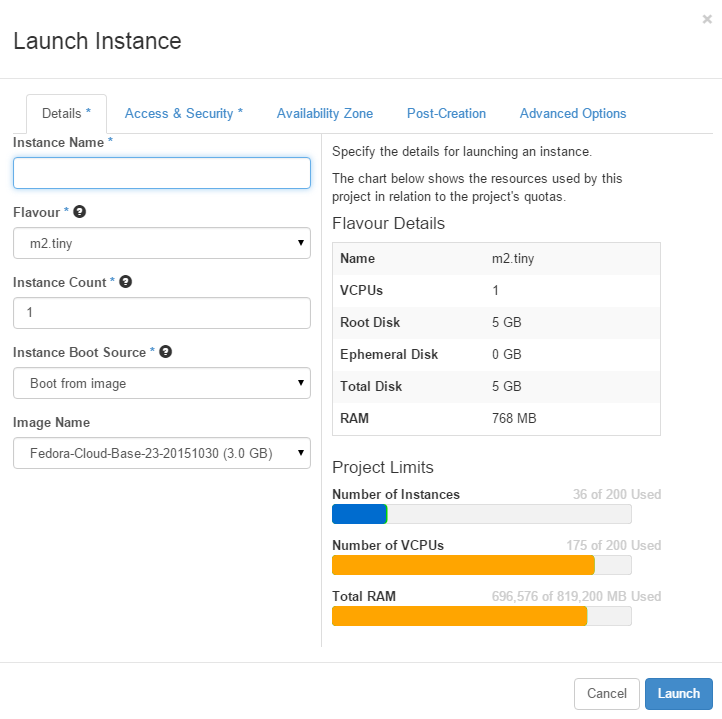 ×
Launch Instance
Details *
Access & Security *
Availability Zone
Post-Creation
Advanced Options
Instance Name *
Flavour * ?
m2.tiny
Instance Count * ?
1
Instance Boot Source * ?
Boot from image
Image Name
Fedora-Cloud-Base-23-20151030 (3.0 GB)
Specify the details for launching an instance.
The chart below shows the resources used by this
project in relation to the project's quotas.
Flavour Details
Name m2.tiny
VCPUs 1
Root Disk 5 GB
Ephemeral Disk 0 GB
Total Disk 5 GB
RAM 768 MB
Project Limits
Number of Instances 36 of 200 Used
Number of VCPUs 175 of 200 Used
Total RAM 696,576 of 819,200 MB Used
Cancel
Launch